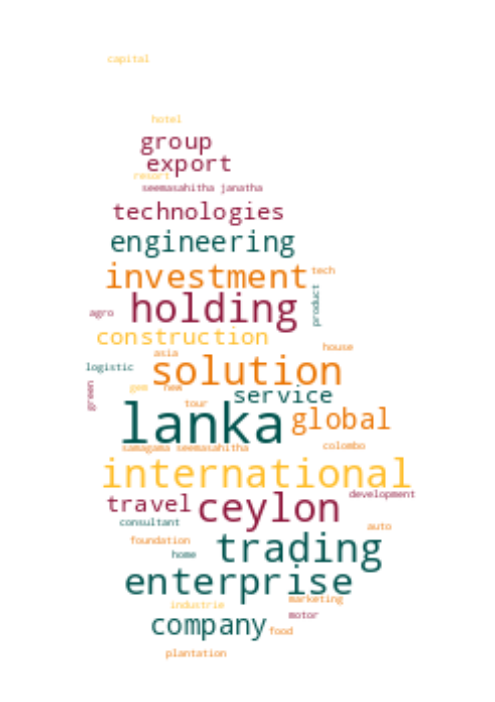 capital
hotel
group
export
resort
seemasahitha janatha
technologies
engineering
investment
tech
holding
product
agro
construction
house
asia
logistic
solution
green
gem
new
service
tour
lanka
global
samagama seemasahitha
colombo
international
development
travel
ceylon
consultant
auto
foundation
home
trading
enterprise
industrie
marketing
motor
company
food
plantation